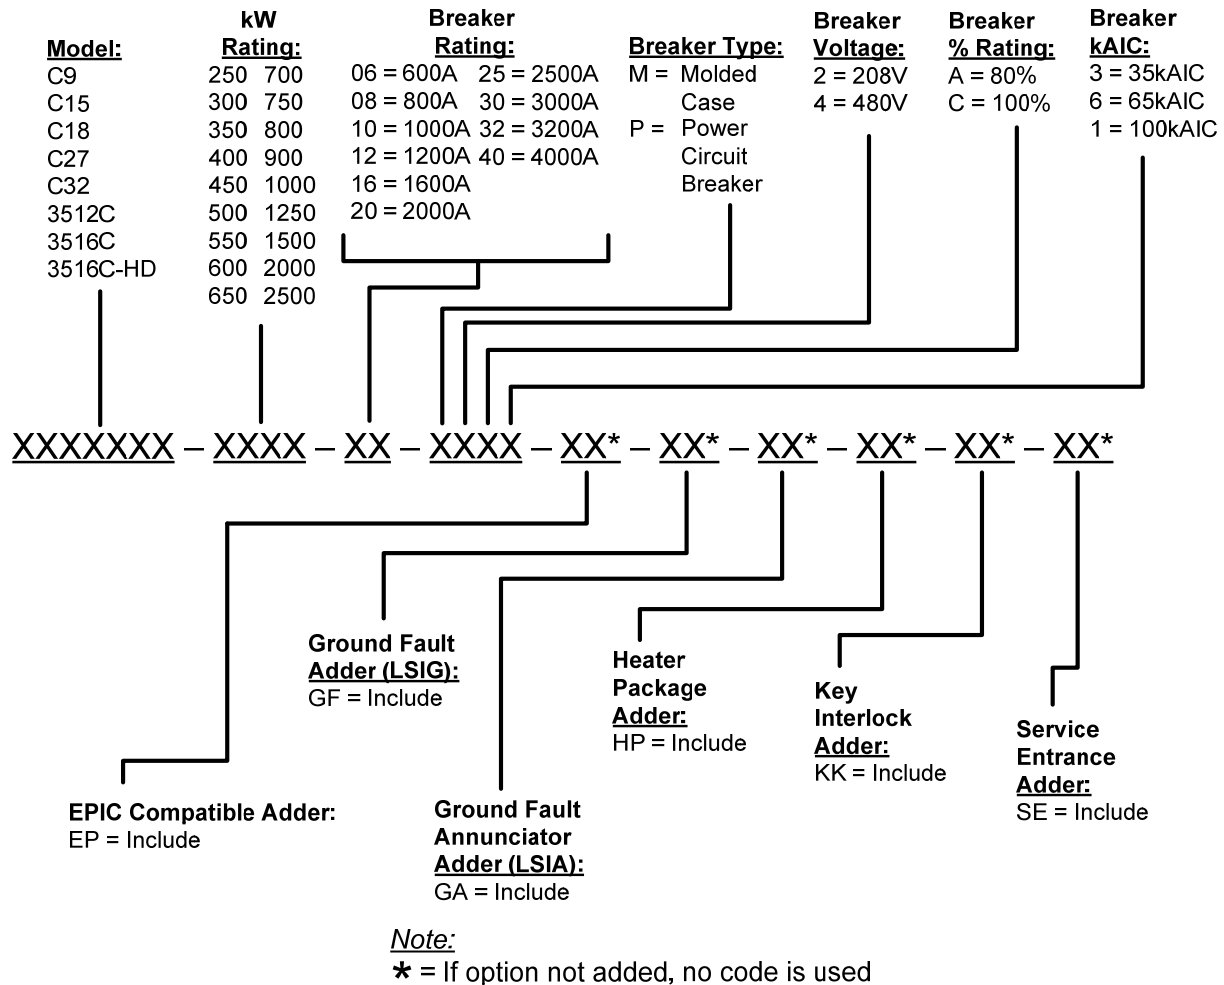 Model:
C9
C15
C18
C27
C32
3512C
3516C
3516C-HD
kW
Rating:
250 700
300 750
350 800
400 900
450 1000
500 1250
550 1500
600 2000
650 2500
Breaker
Rating:
06 = 600A 25 = 2500A
08 = 800A 30 = 3000A
10 = 1000A 32 = 3200A
12 = 1200A 40 = 4000A
16 = 1600A
20 = 2000A
Breaker Type:
M = Molded
Case
P = Power
Circuit
Breaker
Breaker
Voltage:
2 = 208V
4 = 480V
Breaker
% Rating:
A = 80%
C = 100%
Breaker
kAIC:
3 = 35kAIC
6 = 65kAIC
1 = 100kAIC
XXXXXXX – XXXX – XX – XXXX – XX* – XX* – XX* – XX* – XX* – XX*
EPIC Compatible Adder:
EP = Include
Ground Fault
Adder (LSIG):
GF = Include
Ground Fault
Annunciator
Adder (LSIA):
GA = Include
Heater
Package
Adder:
HP = Include
Key
Interlock
Adder:
KK = Include
Service
Entrance
Adder:
SE = Include
Note:
* = If option not added, no code is used